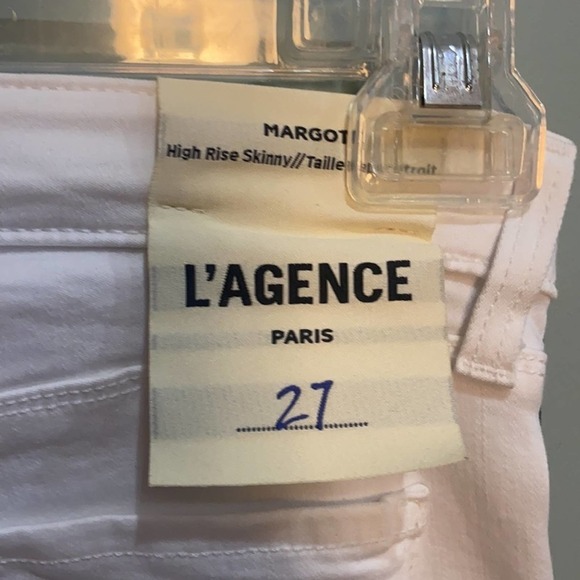 MARGOT
High Rise Skinny//Taille
L'AGENCE
PARIS
27